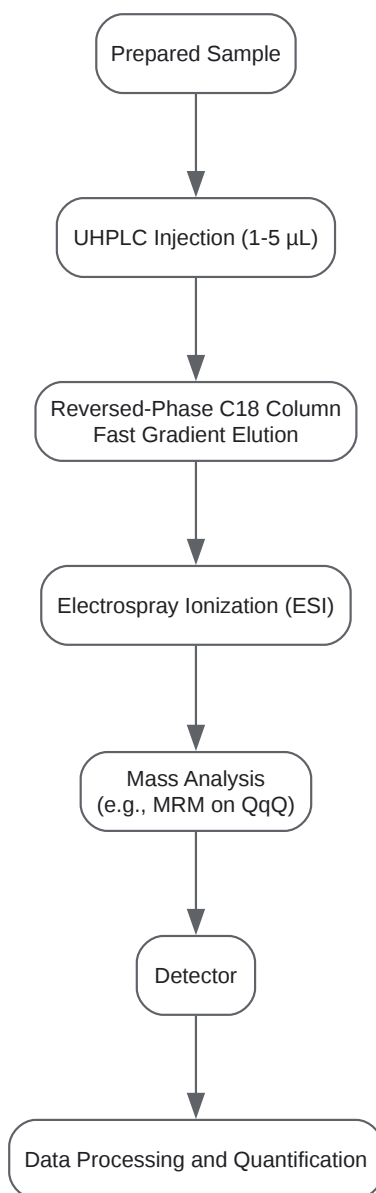 Prepared Sample
UHPLC Injection (1-5 µL)
Reversed-Phase C18 Column
Fast Gradient Elution
Electrospray Ionization (ESI)
Mass Analysis
(e.g., MRM on QqQ)
Detector
Data Processing and Quantification